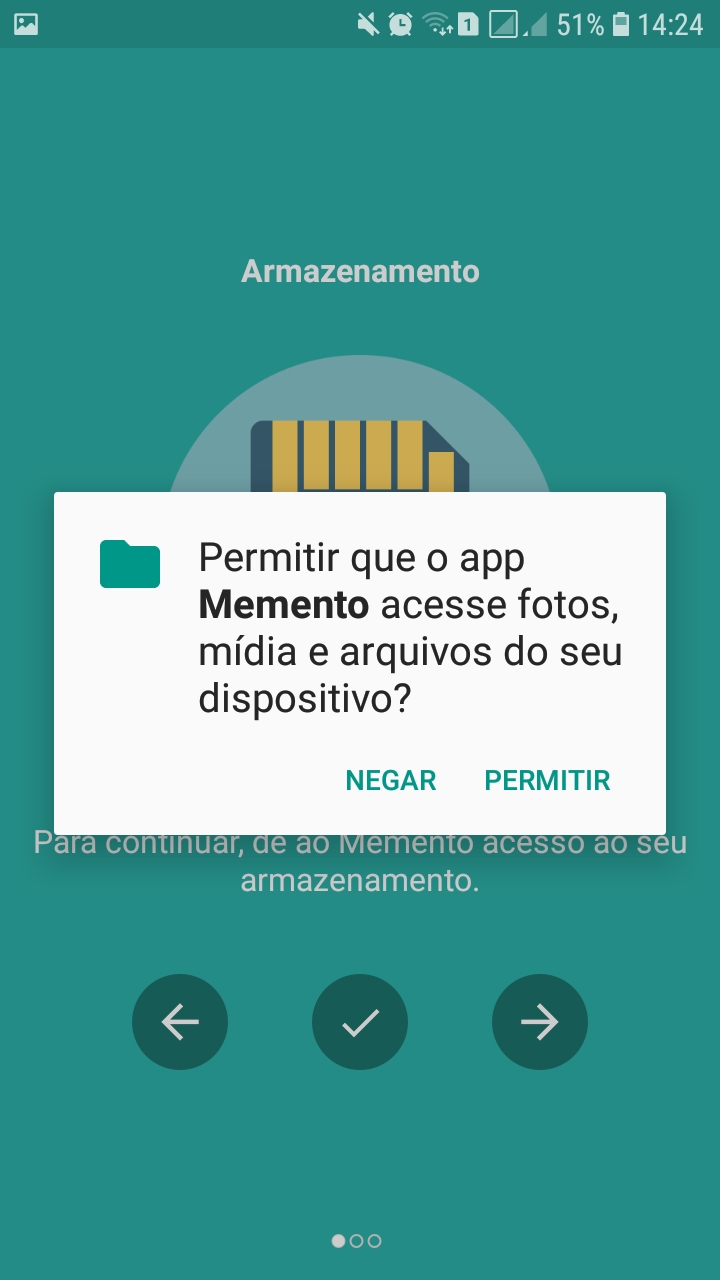 1 51% 14:24
Armazenamento
Permitir que o app
Memento acesse fotos,
mídia e arquivos do seu
dispositivo?
NEGAR PERMITIR
Para continuar, dê ao Memento acesso ao seu
armazenamento.